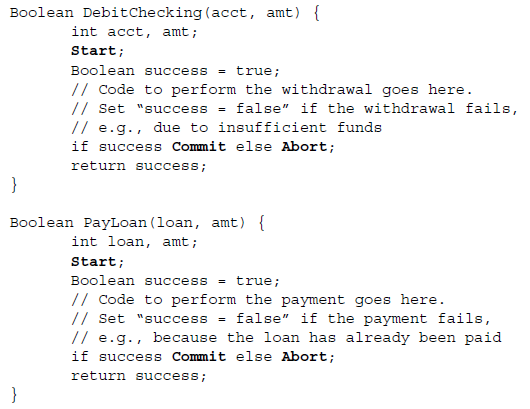 Boolean DebitChecking(acct, amt) {
int acct, amt;
Start;
Boolean success = true;
// Code to perform the withdrawal goes here.
// Set “success = false” if the withdrawal fails,
// e.g., due to insufficient funds
if success Commit else Abort;
return success;
}
Boolean PayLoan(loan, amt) {
int loan, amt;
Start;
Boolean success = true;
// Code to perform the payment goes here.
// Set “success = false” if the payment fails,
// e.g., because the loan has already been paid
if success Commit else Abort;
return success;
}